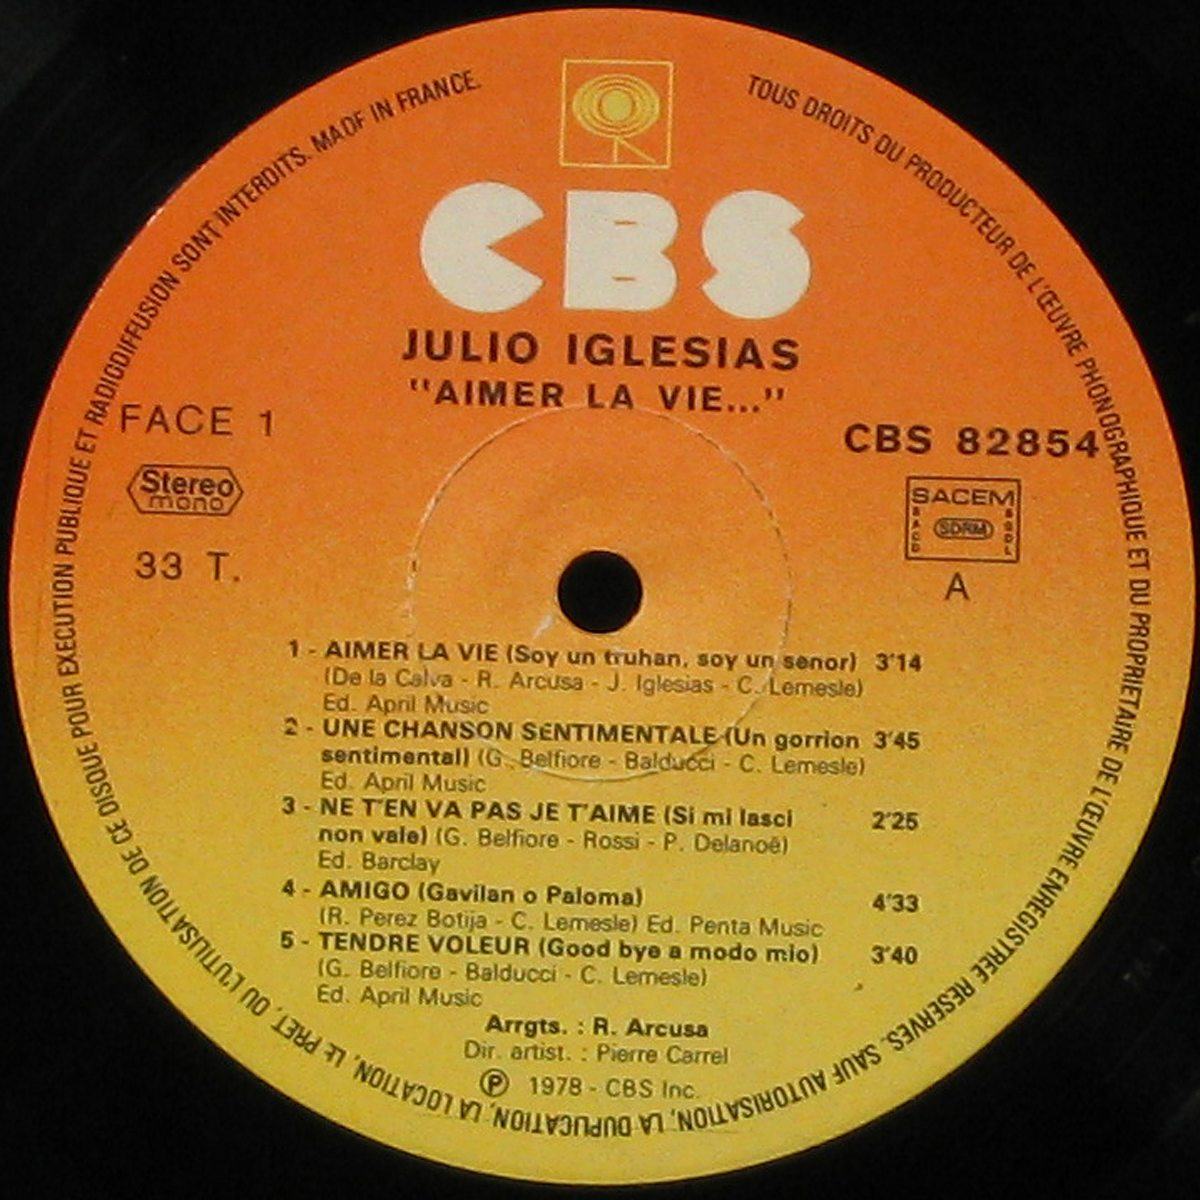 TOUS DROITS DU PRODUCTEUR DE L'ŒUVRE PHONOGRAPHIQUE ET DU PROPRIETAIRE DE L'ŒUVRE ENREGISTREE RESERVES. SAUF AUTORISATION, LA DUPLICATION, LA LOCATION, LE PRET, OU L'UTILISATION DE CE DISQUE POUR EXECUTION PUBLIQUE ET RADIODIFFUSION SONT INTERDITS. MADE IN FRANCE.
CBS
JULIO IGLESIAS
"AIMER LA VIE..."
FACE 1
CBS 82854
Stereo
mono
SACEM
SACD SDRM SGDL
33 T.
A
1 - AIMER LA VIE (Soy un truhan, soy un senor) 3'14
(De la Calva - R. Arcusa - J. Iglesias - C. Lemesle)
Ed. April Music
2 - UNE CHANSON SENTIMENTALE (Un gorrion 3'45
sentimental) (G. Belfiore - Balducci - C. Lemesle)
Ed. April Music
3 - NE T'EN VA PAS JE T'AIME (Si mi lasci
non vale) (G. Belfiore - Rossi - P. Delanoë) 2'25
Ed. Barclay
4 - AMIGO (Gavilan o Paloma) 4'33
(R. Perez Botija - C. Lemesle) Ed. Penta Music
5 - TENDRE VOLEUR (Good bye a modo mio) 3'40
(G. Belfiore - Balducci - C. Lemesle)
Ed. April Music
Arrgts. : R. Arcusa
Dir. artist. : Pierre Carrel
℗ 1978 - CBS Inc.